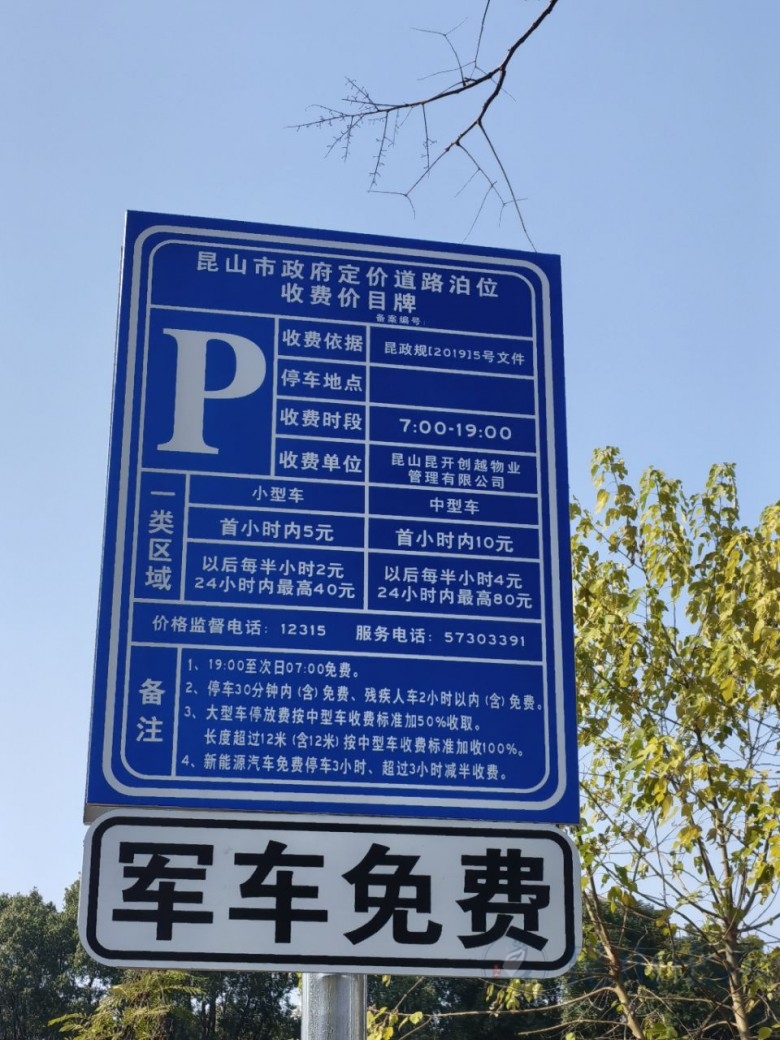 昆山市政府定价道路泊位
收费价目牌
备案编号:
P
收费依据
昆政规[2019]5号文件
停车地点
收费时段
7:00-19:00
收费单位
昆山昆开创越物业
管理有限公司
一类区域
小型车
中型车
首小时内5元
首小时内10元
以后每半小时2元
24小时内最高40元
以后每半小时4元
24小时内最高80元
价格监督电话: 12315 服务电话: 57303391
备注
1、19:00至次日07:00免费。
2、停车30分钟内(含)免费、残疾人车2小时以内(含)免费。
3、大型车停放费按中型车收费标准加50%收取。
长度超过12米(含12米)按中型车收费标准加收100%。
4、新能源汽车免费停车3小时、超过3小时减半收费。
军车免费